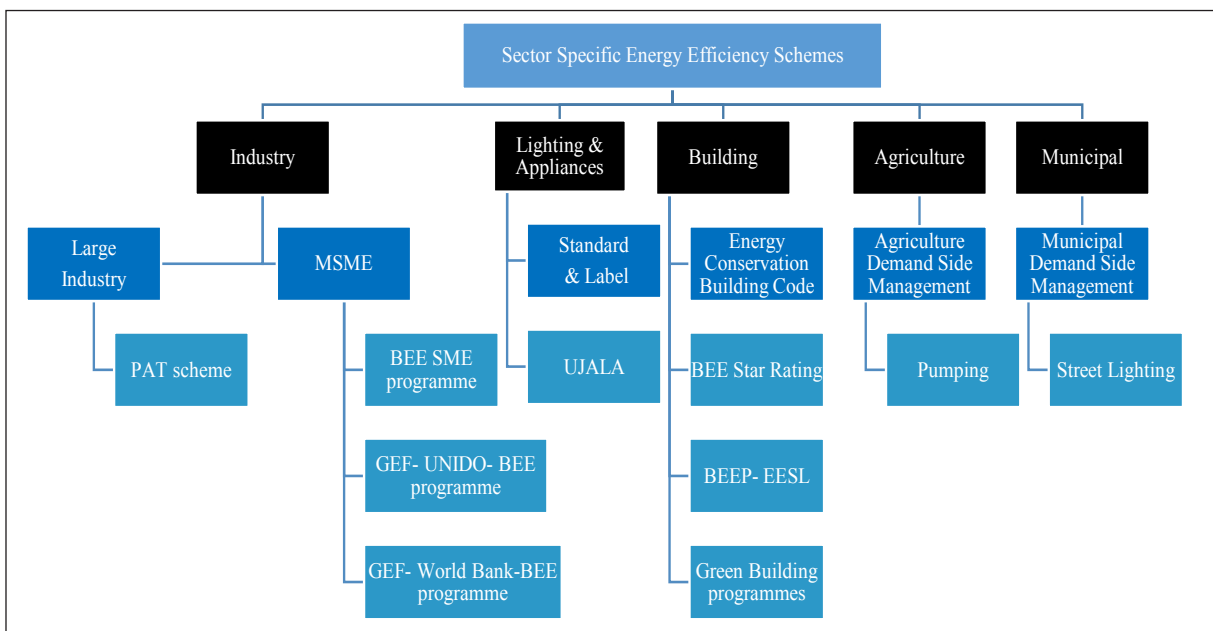 Sector Specific Energy Efficiency Schemes
Industry
Lighting &
Appliances
Building
Agriculture
Municipal
Large
Industry
MSME
Standard
& Label
Energy
Conservation
Building Code
Agriculture
Demand Side
Management
Municipal
Demand Side
Management
PAT scheme
BEE SME
programme
UJALA
BEE Star Rating
Pumping
Street Lighting
GEF- UNIDO- BEE
programme
BEEP- EESL
GEF- World Bank-BEE
programme
Green Building
programmes